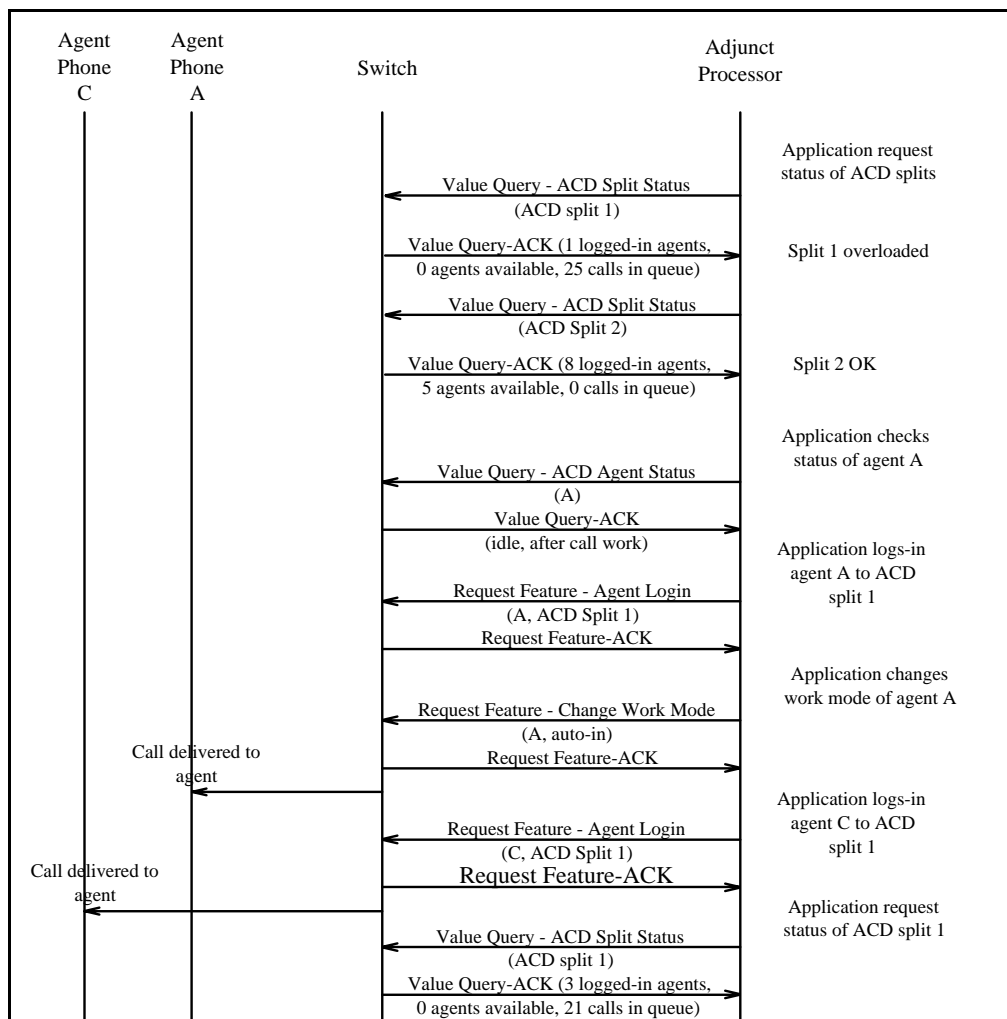 Agent
Phone
C
Agent
Phone
A
Switch
Adjunct
Processor
Application request
status of ACD splits
Value Query - ACD Split Status
(ACD split 1)
Value Query-ACK (1 logged-in agents,
0 agents available, 25 calls in queue)
Split 1 overloaded
Value Query - ACD Split Status
(ACD Split 2)
Value Query-ACK (8 logged-in agents,
5 agents available, 0 calls in queue)
Split 2 OK
Application checks
status of agent A
Value Query - ACD Agent Status
(A)
Value Query-ACK
(idle, after call work)
Application logs-in
agent A to ACD
split 1
Request Feature - Agent Login
(A, ACD Split 1)
Request Feature-ACK
Application changes
work mode of agent A
Request Feature - Change Work Mode
(A, auto-in)
Request Feature-ACK
Call delivered to
agent
Application logs-in
agent C to ACD
split 1
Request Feature - Agent Login
(C, ACD Split 1)
Request Feature-ACK
Call delivered to
agent
Application request
status of ACD split 1
Value Query - ACD Split Status
(ACD split 1)
Value Query-ACK (3 logged-in agents,
0 agents available, 21 calls in queue)